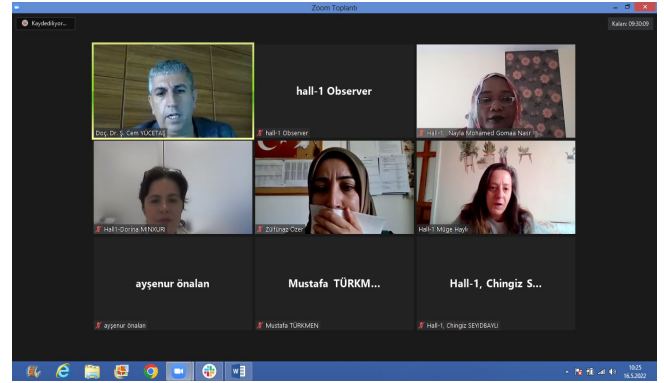 Zoom Toplantı
Kaydediliyor...
Kalan: 09:30:09
Doç. Dr. Ş. Cem YÜCETAŞ
hall-1 Observer
hall-1 Observer
Hall-1, Nayla Mohamed Gomaa Nasr
Hall1-Dorina MINXURI
Zülfünaz Özer
Hall-1 Müge Haylı
ayşenur önalan
ayşenur önalan
Mustafa TÜRKM...
Mustafa TÜRKMEN
Hall-1, Chingiz S...
Hall-1, Chingiz SEYIDBAYLI
10:25
16.5.2022